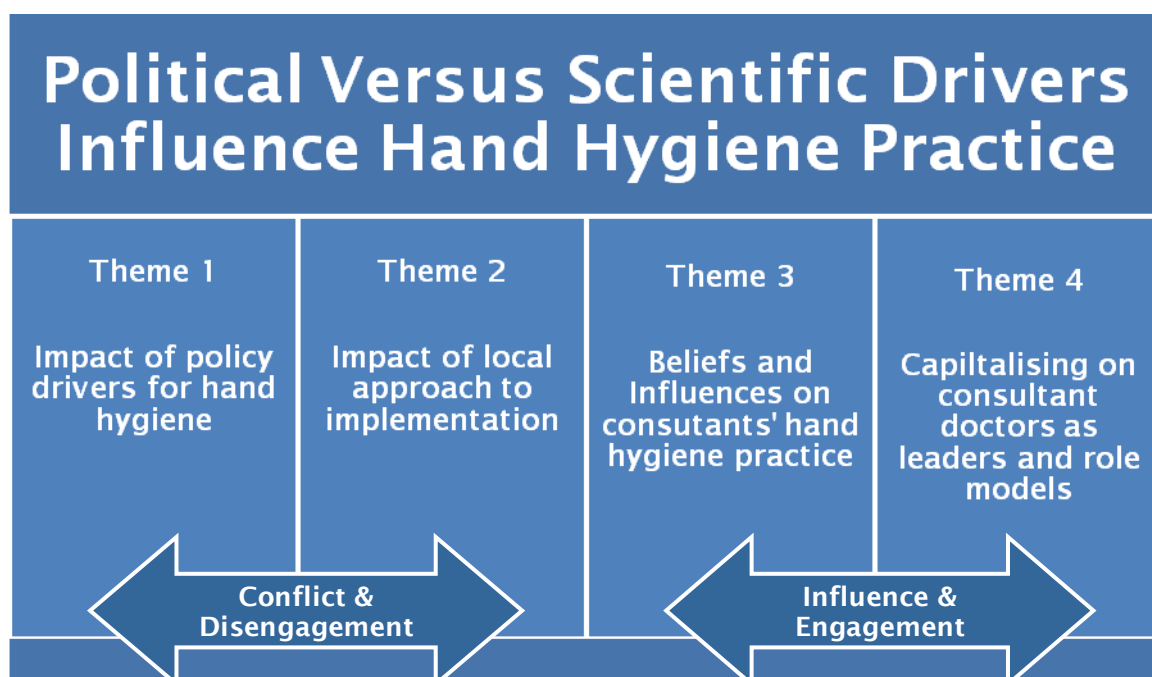 Political Versus Scientific Drivers
Influence Hand Hygiene Practice
Theme 1
Impact of policy
drivers for hand
hygiene
Theme 2
Impact of local
approach to
implementation
Theme 3
Beliefs and
Influences on
consutants' hand
hygiene practice
Theme 4
Capiltalising on
consultant
doctors as
leaders and role
models
Conflict &
Disengagement
Influence &
Engagement